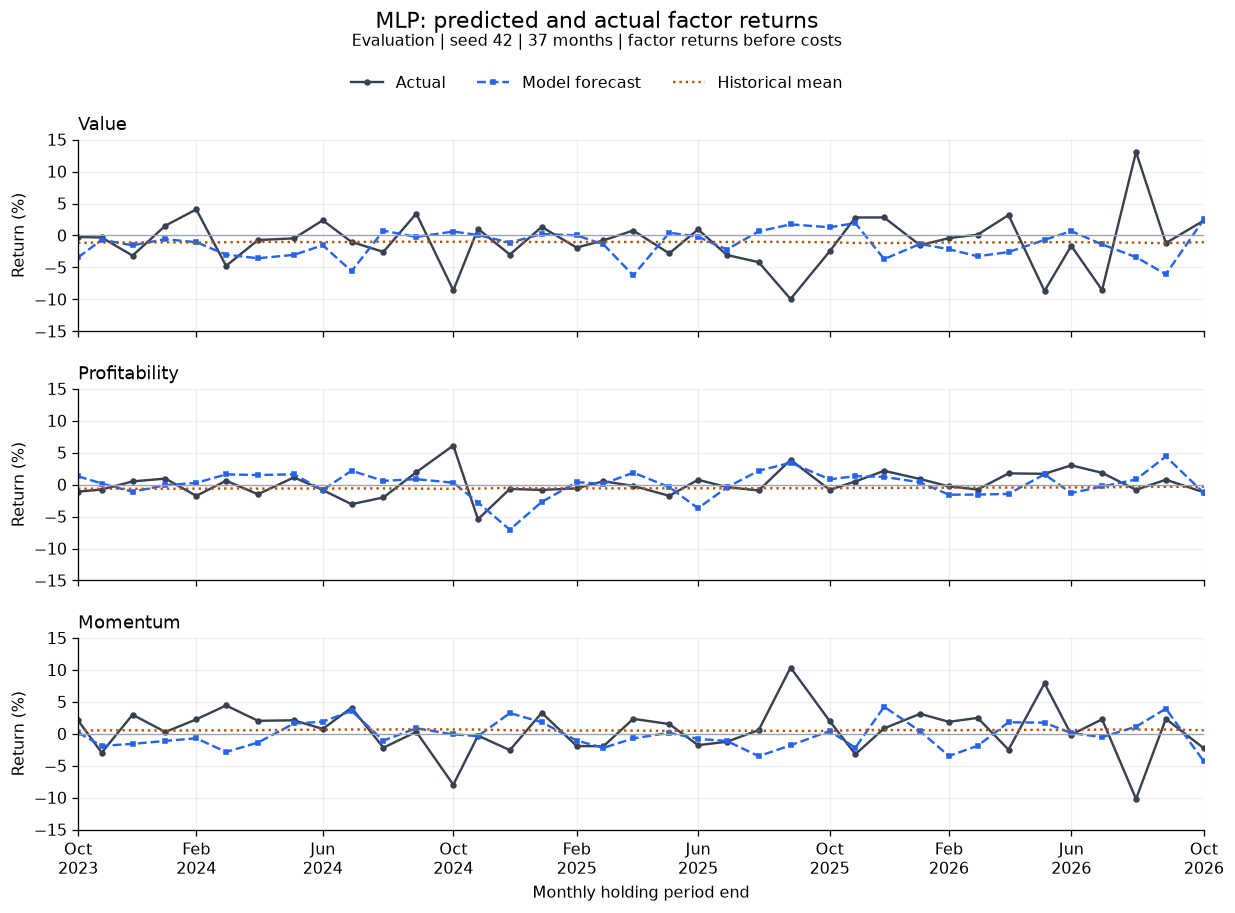 MLP: predicted and actual factor returns
Evaluation | seed 42 | 37 months | factor returns before costs
Actual Model forecast Historical mean
Value
15
10
5
0
−5
−10
−15
Return (%)
Profitability
15
10
5
0
−5
−10
−15
Return (%)
Momentum
15
10
5
0
−5
−10
−15
Return (%)
Oct Feb Jun Oct Feb Jun Oct Feb Jun Oct
2023 2024 2024 2024 2025 2025 2025 2026 2026 2026
Monthly holding period end